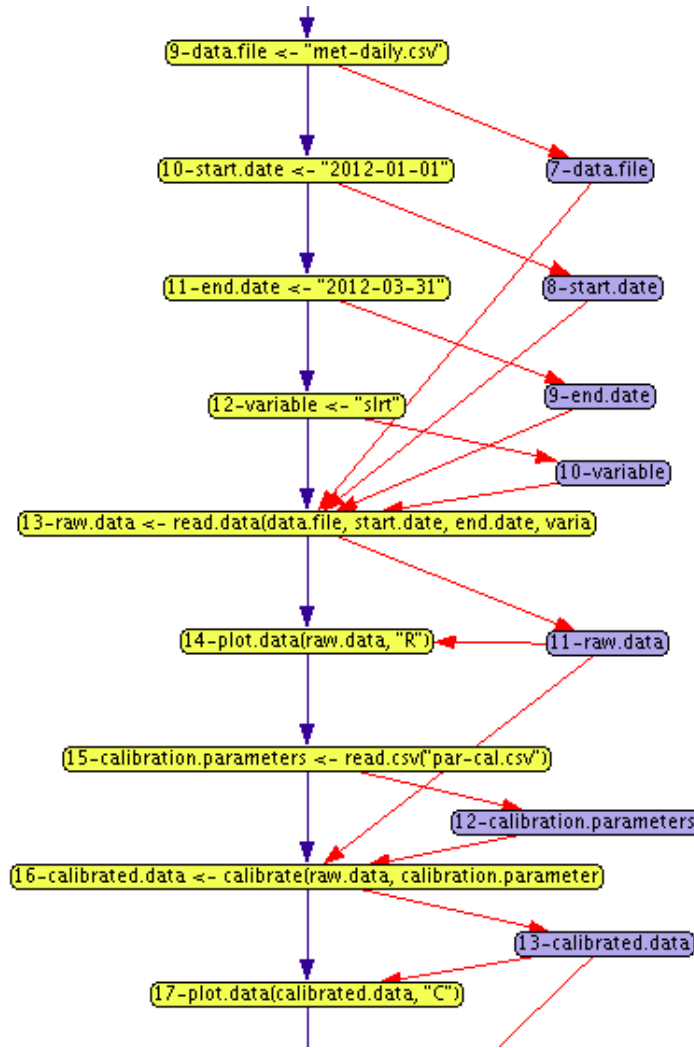 9-data.file <- "met-daily.csv"
10-start.date <- "2012-01-01"
7-data.file
11-end.date <- "2012-03-31"
8-start.date
12-variable <- "slrt"
9-end.date
10-variable
13-raw.data <- read.data(data.file, start.date, end.date, varia
14-plot.data(raw.data, "R")
11-raw.data
15-calibration.parameters <- read.csv("par-cal.csv")
12-calibration.parameters
16-calibrated.data <- calibrate(raw.data, calibration.parameter
13-calibrated.data
17-plot.data(calibrated.data, "C")